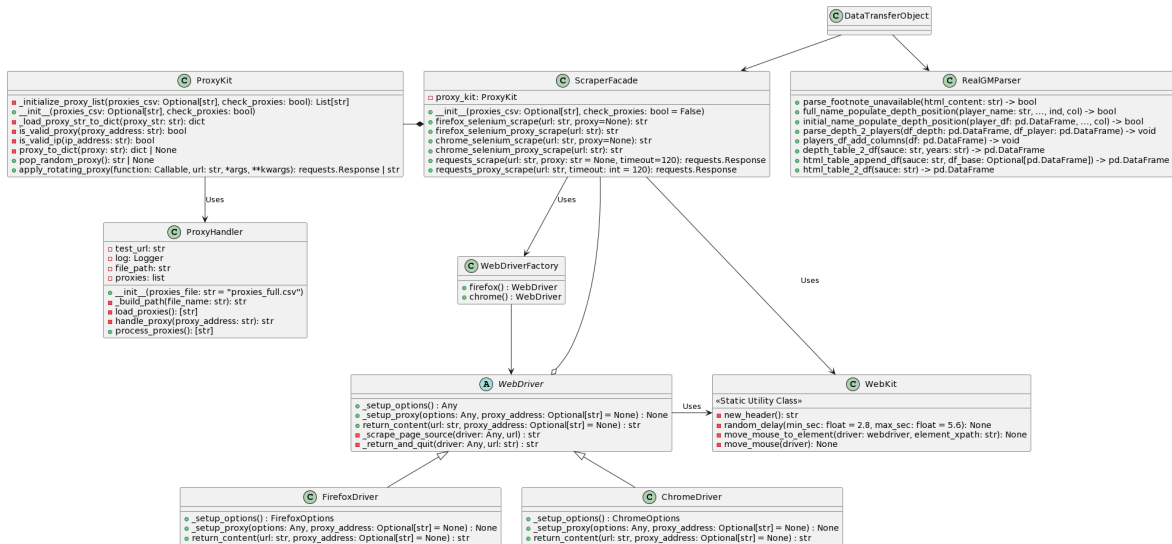 C DataTransferObject
C ProxyKit
_initialize_proxy_list(proxies_csv: Optional[str], check_proxies: bool): List[str]
__init__(proxies_csv: Optional[str], check_proxies: bool)
_load_proxy_str_to_dict(proxy_str: str): dict
is_valid_proxy(proxy_address: str): bool
is_valid_ip(ip_address: str): bool
proxy_to_dict(proxy: str): dict | None
pop_random_proxy(): str | None
apply_rotating_proxy(function: Callable, url: str, *args, **kwargs): requests.Response | str
C ScraperFacade
proxy_kit: ProxyKit
__init__(proxies_csv: Optional[str], check_proxies: bool = False)
firefox_selenium_scrape(url: str, proxy=None): str
firefox_selenium_proxy_scrape(url: str): str
chrome_selenium_scrape(url: str, proxy=None): str
chrome_selenium_proxy_scrape(url: str): str
requests_scrape(url: str, proxy: str = None, timeout=120): requests.Response
requests_proxy_scrape(url: str, timeout: int = 120): requests.Response
C RealGMParser
parse_footnote_unavailable(html_content: str) -> bool
full_name_populate_depth_position(player_name: str, ..., ind, col) -> bool
initial_name_populate_depth_position(player_df: pd.DataFrame, ..., col) -> bool
parse_depth_2_players(df_depth: pd.DataFrame, df_player: pd.DataFrame) -> void
players_df_add_columns(df: pd.DataFrame) -> void
depth_table_2_df(sauce: str, years: str) -> pd.DataFrame
html_table_append_df(sauce: str, df_base: Optional[pd.DataFrame]) -> pd.DataFrame
html_table_2_df(sauce: str) -> pd.DataFrame
Uses
Uses
C ProxyHandler
test_url: str
log: Logger
file_path: str
proxies: list
__init__(proxies_file: str = "proxies_full.csv")
_build_path(file_name: str): str
load_proxies(): [str]
handle_proxy(proxy_address: str): str
process_proxies(): [str]
C WebDriverFactory
firefox() : WebDriver
chrome() : WebDriver
Uses
A WebDriver
_setup_options() : Any
_setup_proxy(options: Any, proxy_address: Optional[str] = None) : None
return_content(url: str, proxy_address: Optional[str] = None) : str
_scrape_page_source(driver: Any, url) : str
_return_and_quit(driver: Any, url: str) : str
Uses
C WebKit
«Static Utility Class»
new_header(): str
random_delay(min_sec: float = 2.8, max_sec: float = 5.6): None
move_mouse_to_element(driver: webdriver, element_xpath: str): None
move_mouse(driver): None
C FirefoxDriver
_setup_options() : FirefoxOptions
_setup_proxy(options: Any, proxy_address: Optional[str] = None) : None
return_content(url: str, proxy_address: Optional[str] = None) : str
C ChromeDriver
_setup_options() : ChromeOptions
_setup_proxy(options: Any, proxy_address: Optional[str] = None) : None
return_content(url: str, proxy_address: Optional[str] = None) : str